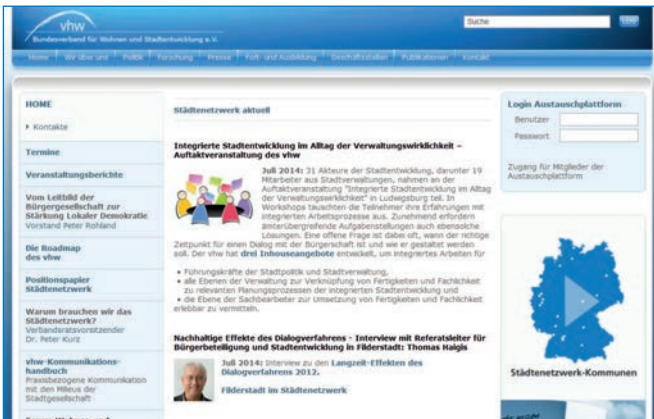 vhw
Bundesverband für Wohnen und Stadtentwicklung e.V.
Suche
Home Wir über uns Politik Forschung Presse Fort- und Ausbildung Geschäftsstellen Publikationen Kontakt
HOME
Kontakte
Termine
Veranstaltungsberichte
Vom Leitbild der
Bürgergesellschaft zur
Stärkung Lokaler Demokratie
Vorstand Peter Rohland
Die Roadmap
des vhw
Positionspapier
Städtenetzwerk
Warum brauchen wir das
Städtenetzwerk?
Verbandsratsvorsitzender
Dr. Peter Kurz
vhw-Kommunikations-
handbuch
Praxisbezogene Kommunikation
mit den Milieus der
Stadtgesellschaft
Städtenetzwerk aktuell
Integrierte Stadtentwicklung im Alltag der Verwaltungswirklichkeit –
Auftaktveranstaltung des vhw
Juli 2014: 31 Akteure der Stadtentwicklung, darunter 19
Mitarbeiter aus Stadtverwaltungen, nahmen an der
Auftaktveranstaltung "Integrierte Stadtentwicklung im Alltag
der Verwaltungswirklichkeit" in Ludwigsburg teil. In
Workshops tauschten die Teilnehmer ihre Erfahrungen mit
integrierten Arbeitsprozesse aus. Zunehmend erfordern
ämterübergreifende Aufgabenstellungen auch ebensolche
Lösungen. Eine offene Frage ist dabei oft, wann der richtige
Zeitpunkt für einen Dialog mit der Bürgerschaft ist und wie er gestaltet werden
soll. Der vhw hat drei Inhouseangebote entwickelt, um integriertes Arbeiten für
• Führungskräfte der Stadtpolitik und Stadtverwaltung,
• alle Ebenen der Verwaltung zur Verknüpfung von Fertigkeiten und Fachlichkeit
zu relevanten Planungsprozessen der integrierten Stadtentwicklung und
• die Ebene der Sachbearbeiter zur Umsetzung von Fertigkeiten und Fachlichkeit
erlebbar zu vermitteln.
Nachhaltige Effekte des Dialogverfahrens - Interview mit Referatsleiter für
Bürgerbeteiligung und Stadtentwicklung in Filderstadt: Thomas Haigis
Juli 2014: Interview zu den Langzeit-Effekten des
Dialogverfahrens 2012.
Filderstadt im Städtenetzwerk
Login Austauschplattform
Benutzer
Passwort
Zugang für Mitglieder der
Austauschplattform
Städtenetzwerk-Kommunen